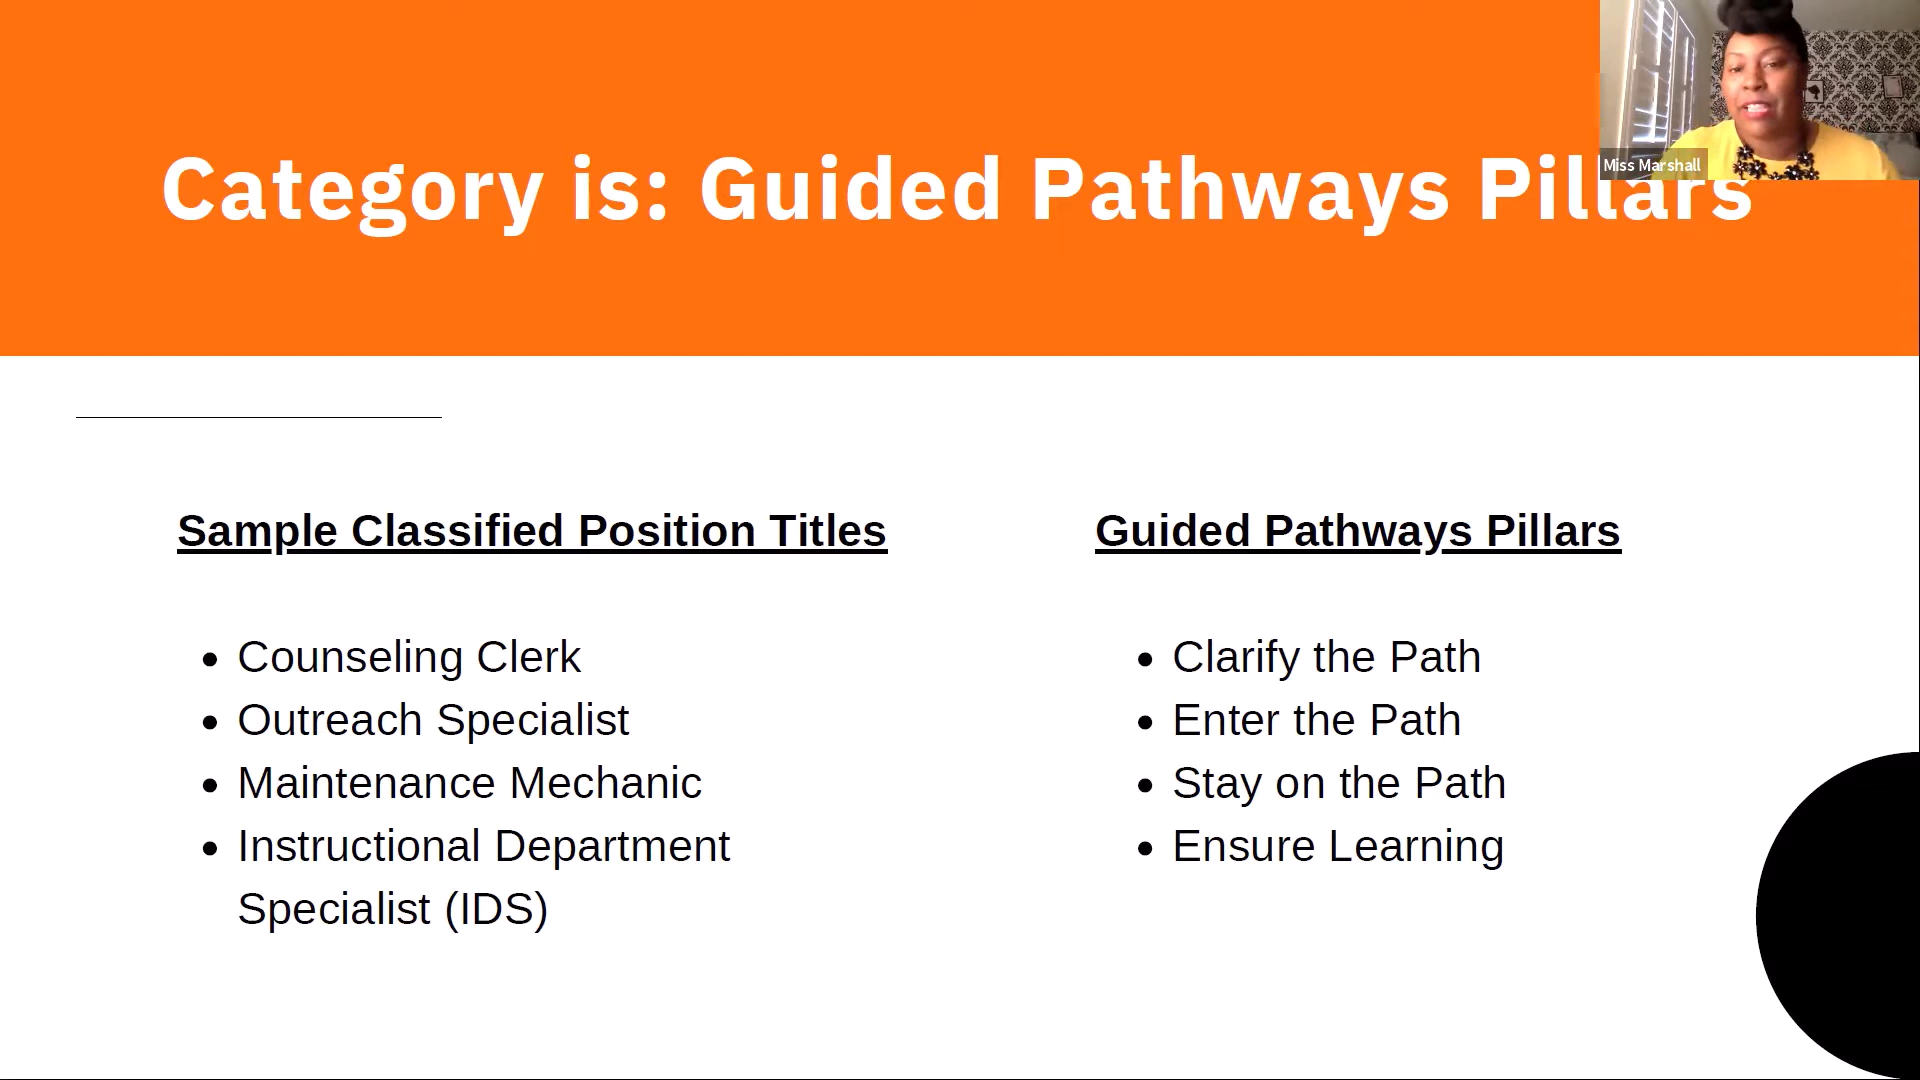 Category is: Guided Pathways Pillars
Miss Marshall
Sample Classified Position Titles
Counseling Clerk
Outreach Specialist
Maintenance Mechanic
Instructional Department
Specialist (IDS)
Guided Pathways Pillars
Clarify the Path
Enter the Path
Stay on the Path
Ensure Learning